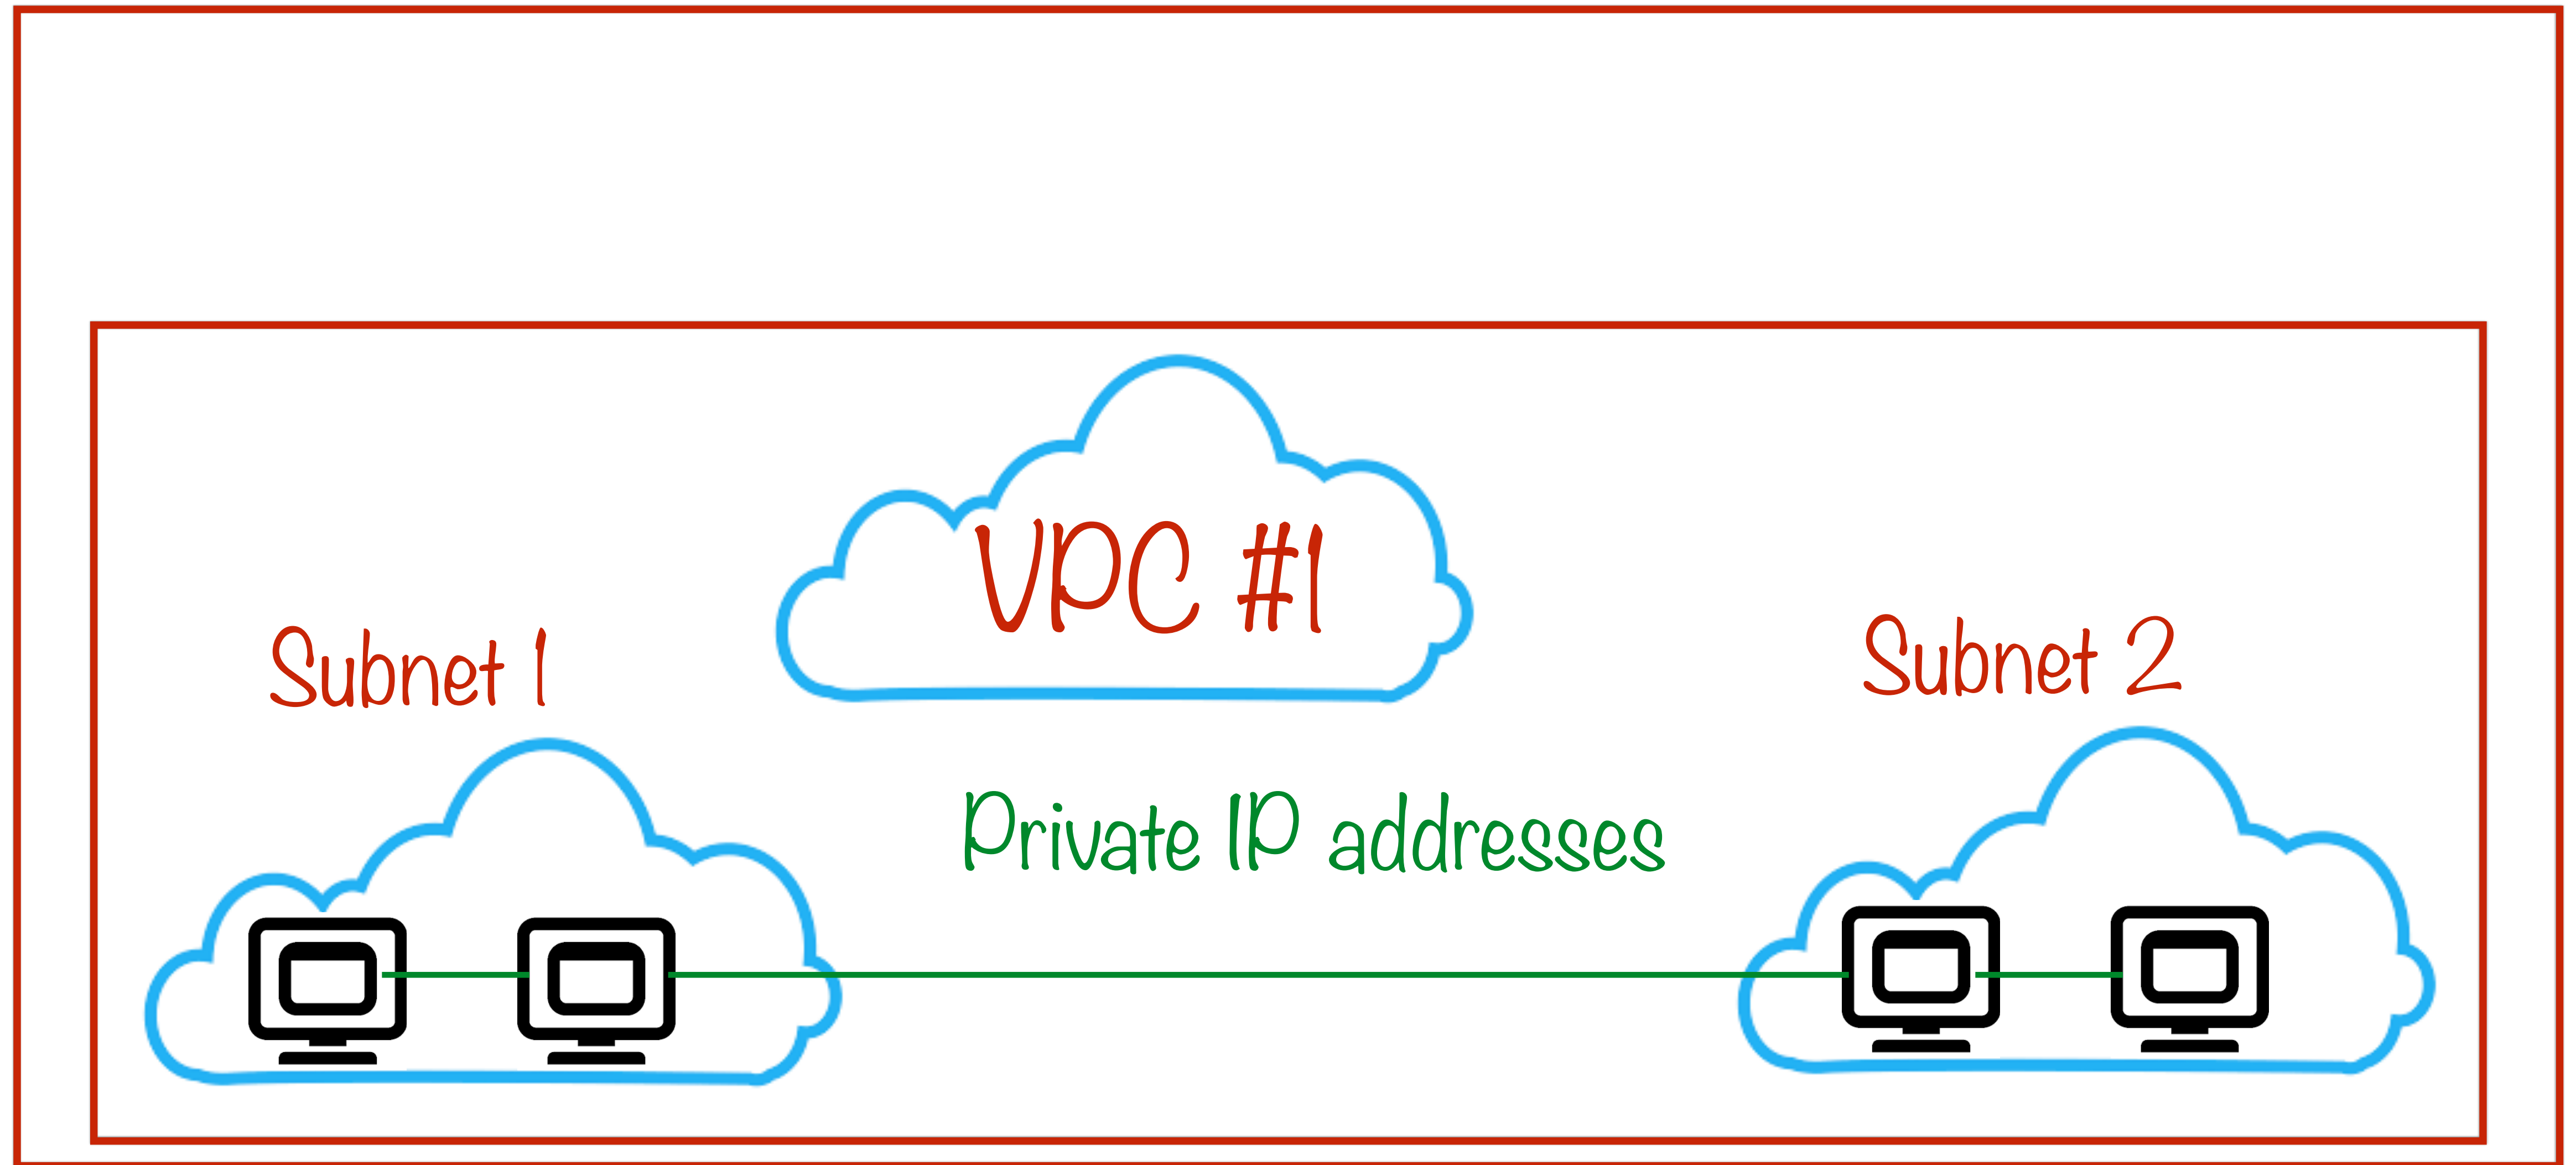 VPC #1
Subnet 1
Subnet 2
Private IP addresses